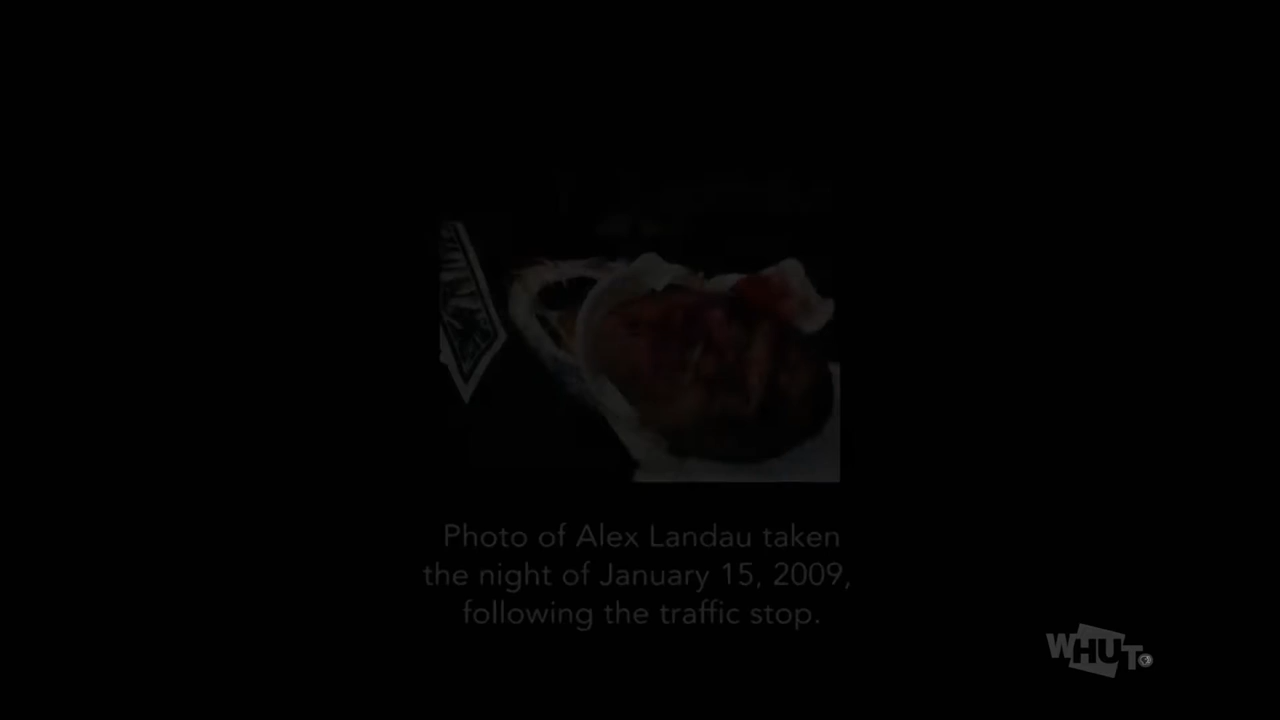 Photo of Alex Landau taken
the night of January 15, 2009,
following the traffic stop.
WHUT